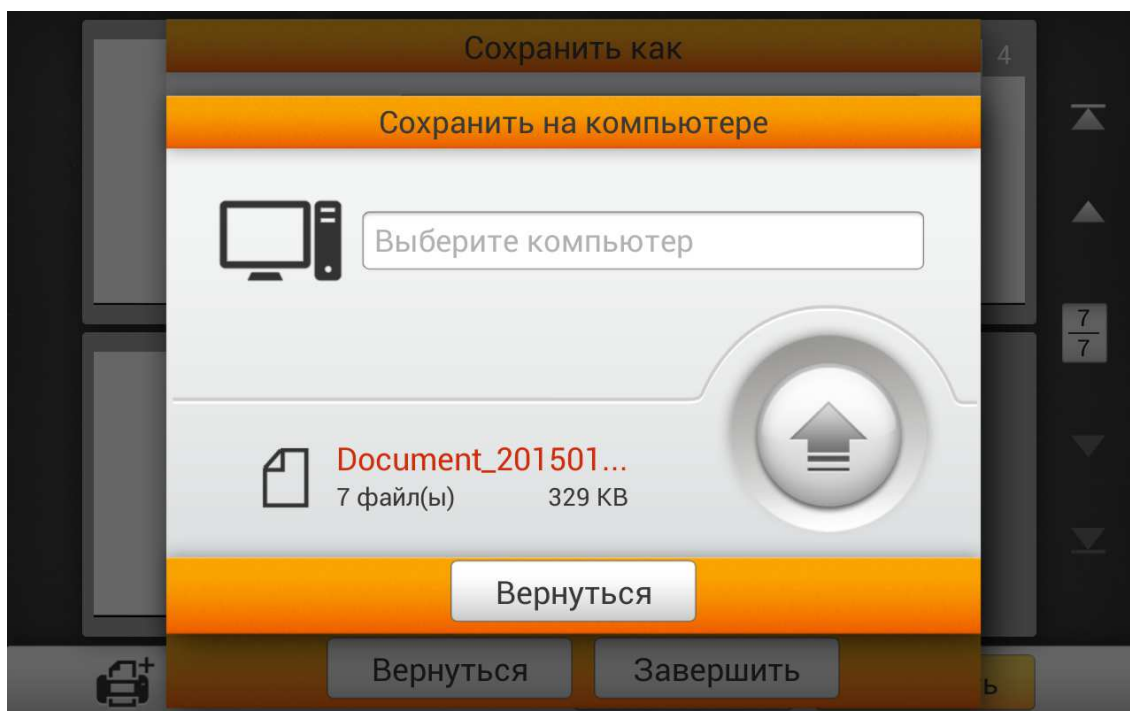 Сохранить как
4
Сохранить на компьютере
Выберите компьютер
7
7
Document_201501...
7 файл(ы) 329 KB
Вернуться
Вернуться Завершить
ь